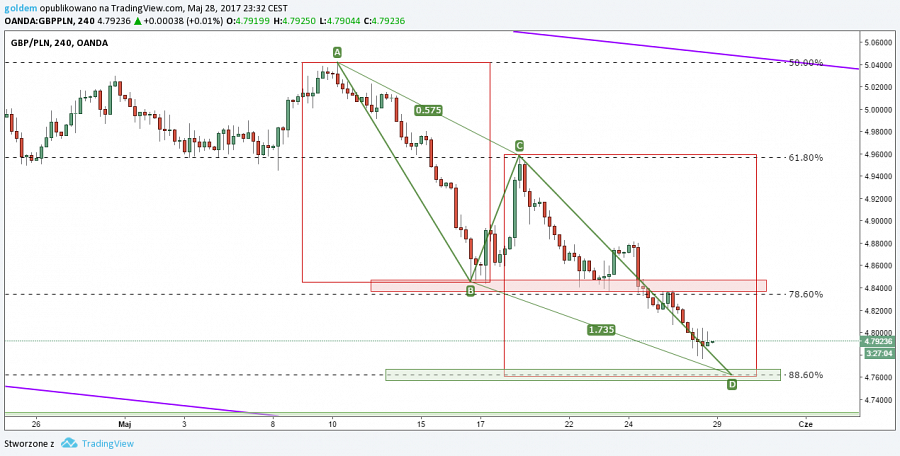 goldem opublikowano na TradingView.com, Maj 28, 2017 23:32 CEST
OANDA:GBPPLN, 240 4.79236 ▲ +0.00038 (+0.01%) O:4.79199 H:4.79250 L:4.79044 C:4.79236
GBP/PLN, 240, OANDA
5.06000
50.00%
5.04000
5.02000
5.00000
4.98000
61.80%
4.96000
4.94000
4.92000
4.90000
4.88000
4.86000
4.84000
78.60%
4.82000
4.80000
4.79236
3:27:04
88.60%
4.76000
4.74000
A
0.575
C
B
1.735
D
26 Maj 3 8 10 15 17 22 24 29 Cze
Stworzone z TradingView